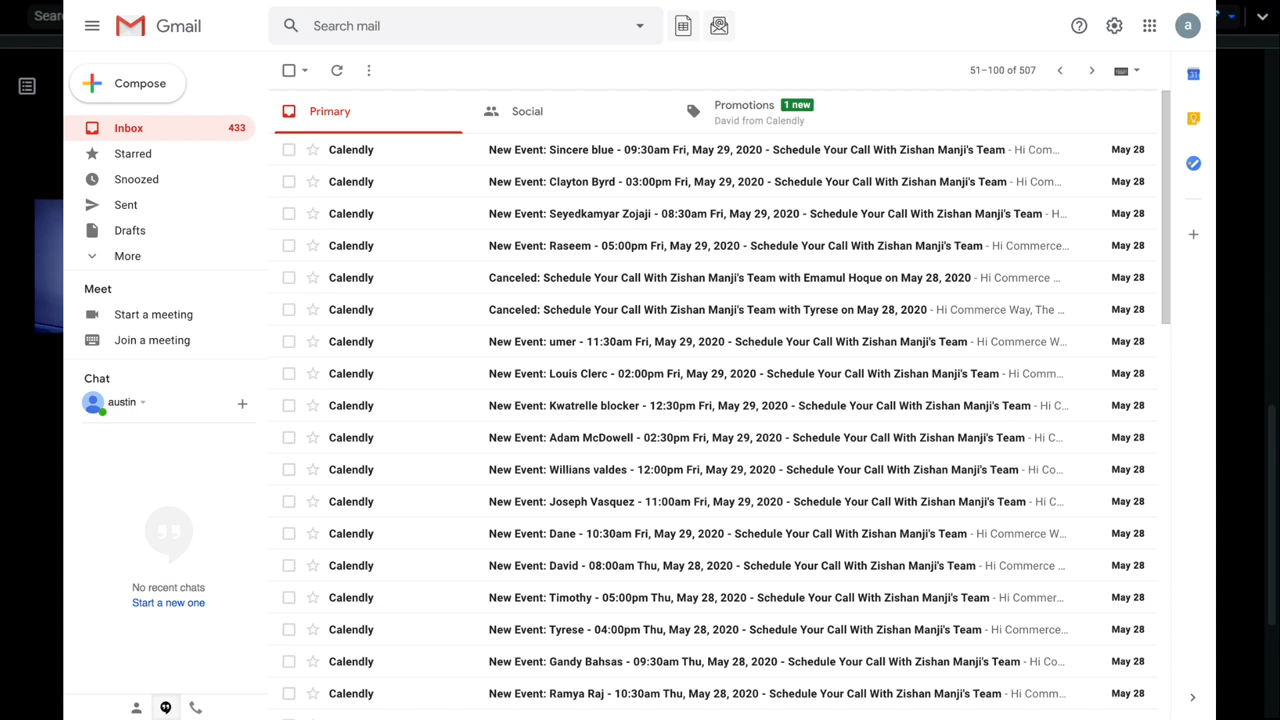 Sear
Gmail
Search mail
a
Compose
51–100 of 507
Primary
Social
Promotions 1 new
David from Calendly
Inbox 433
Starred
Snoozed
Sent
Drafts
More
Meet
Start a meeting
Join a meeting
Chat
austin
No recent chats
Start a new one
Calendly New Event: Sincere blue - 09:30am Fri, May 29, 2020 - Schedule Your Call With Zishan Manji's Team - Hi Com… May 28
Calendly New Event: Clayton Byrd - 03:00pm Fri, May 29, 2020 - Schedule Your Call With Zishan Manji's Team - Hi Com… May 28
Calendly New Event: Seyedkamyar Zojaji - 08:30am Fri, May 29, 2020 - Schedule Your Call With Zishan Manji's Team - H… May 28
Calendly New Event: Raseem - 05:00pm Fri, May 29, 2020 - Schedule Your Call With Zishan Manji's Team - Hi Commerce… May 28
Calendly Canceled: Schedule Your Call With Zishan Manji's Team with Emamul Hoque on May 28, 2020 - Hi Commerce … May 28
Calendly Canceled: Schedule Your Call With Zishan Manji's Team with Tyrese on May 28, 2020 - Hi Commerce Way, The … May 28
Calendly New Event: umer - 11:30am Fri, May 29, 2020 - Schedule Your Call With Zishan Manji's Team - Hi Commerce W… May 28
Calendly New Event: Louis Clerc - 02:00pm Fri, May 29, 2020 - Schedule Your Call With Zishan Manji's Team - Hi Comm… May 28
Calendly New Event: Kwatrelle blocker - 12:30pm Fri, May 29, 2020 - Schedule Your Call With Zishan Manji's Team - Hi C… May 28
Calendly New Event: Adam McDowell - 02:30pm Fri, May 29, 2020 - Schedule Your Call With Zishan Manji's Team - Hi C… May 28
Calendly New Event: Willians valdes - 12:00pm Fri, May 29, 2020 - Schedule Your Call With Zishan Manji's Team - Hi Co… May 28
Calendly New Event: Joseph Vasquez - 11:00am Fri, May 29, 2020 - Schedule Your Call With Zishan Manji's Team - Hi C… May 28
Calendly New Event: Dane - 10:30am Fri, May 29, 2020 - Schedule Your Call With Zishan Manji's Team - Hi Commerce W… May 28
Calendly New Event: David - 08:00am Thu, May 28, 2020 - Schedule Your Call With Zishan Manji's Team - Hi Commerce … May 28
Calendly New Event: Timothy - 05:00pm Thu, May 28, 2020 - Schedule Your Call With Zishan Manji's Team - Hi Commer… May 28
Calendly New Event: Tyrese - 04:00pm Thu, May 28, 2020 - Schedule Your Call With Zishan Manji's Team - Hi Commerce… May 28
Calendly New Event: Gandy Bahsas - 09:30am Thu, May 28, 2020 - Schedule Your Call With Zishan Manji's Team - Hi Co… May 28
Calendly New Event: Ramya Raj - 10:30am Thu, May 28, 2020 - Schedule Your Call With Zishan Manji's Team - Hi Comm… May 28
31